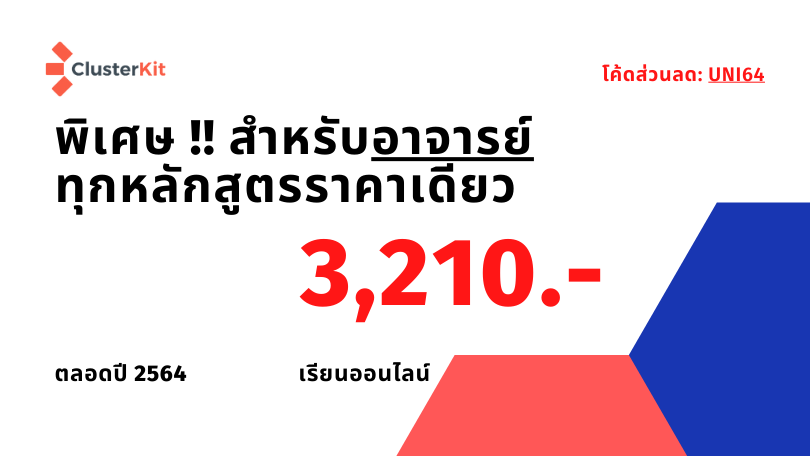 ClusterKit
โค้ดส่วนลด: UNI64
พิเศษ !! สำหรับอาจารย์
ทุกหลักสูตรราคาเดียว
3,210.-
ตลอดปี 2564
เรียนออนไลน์